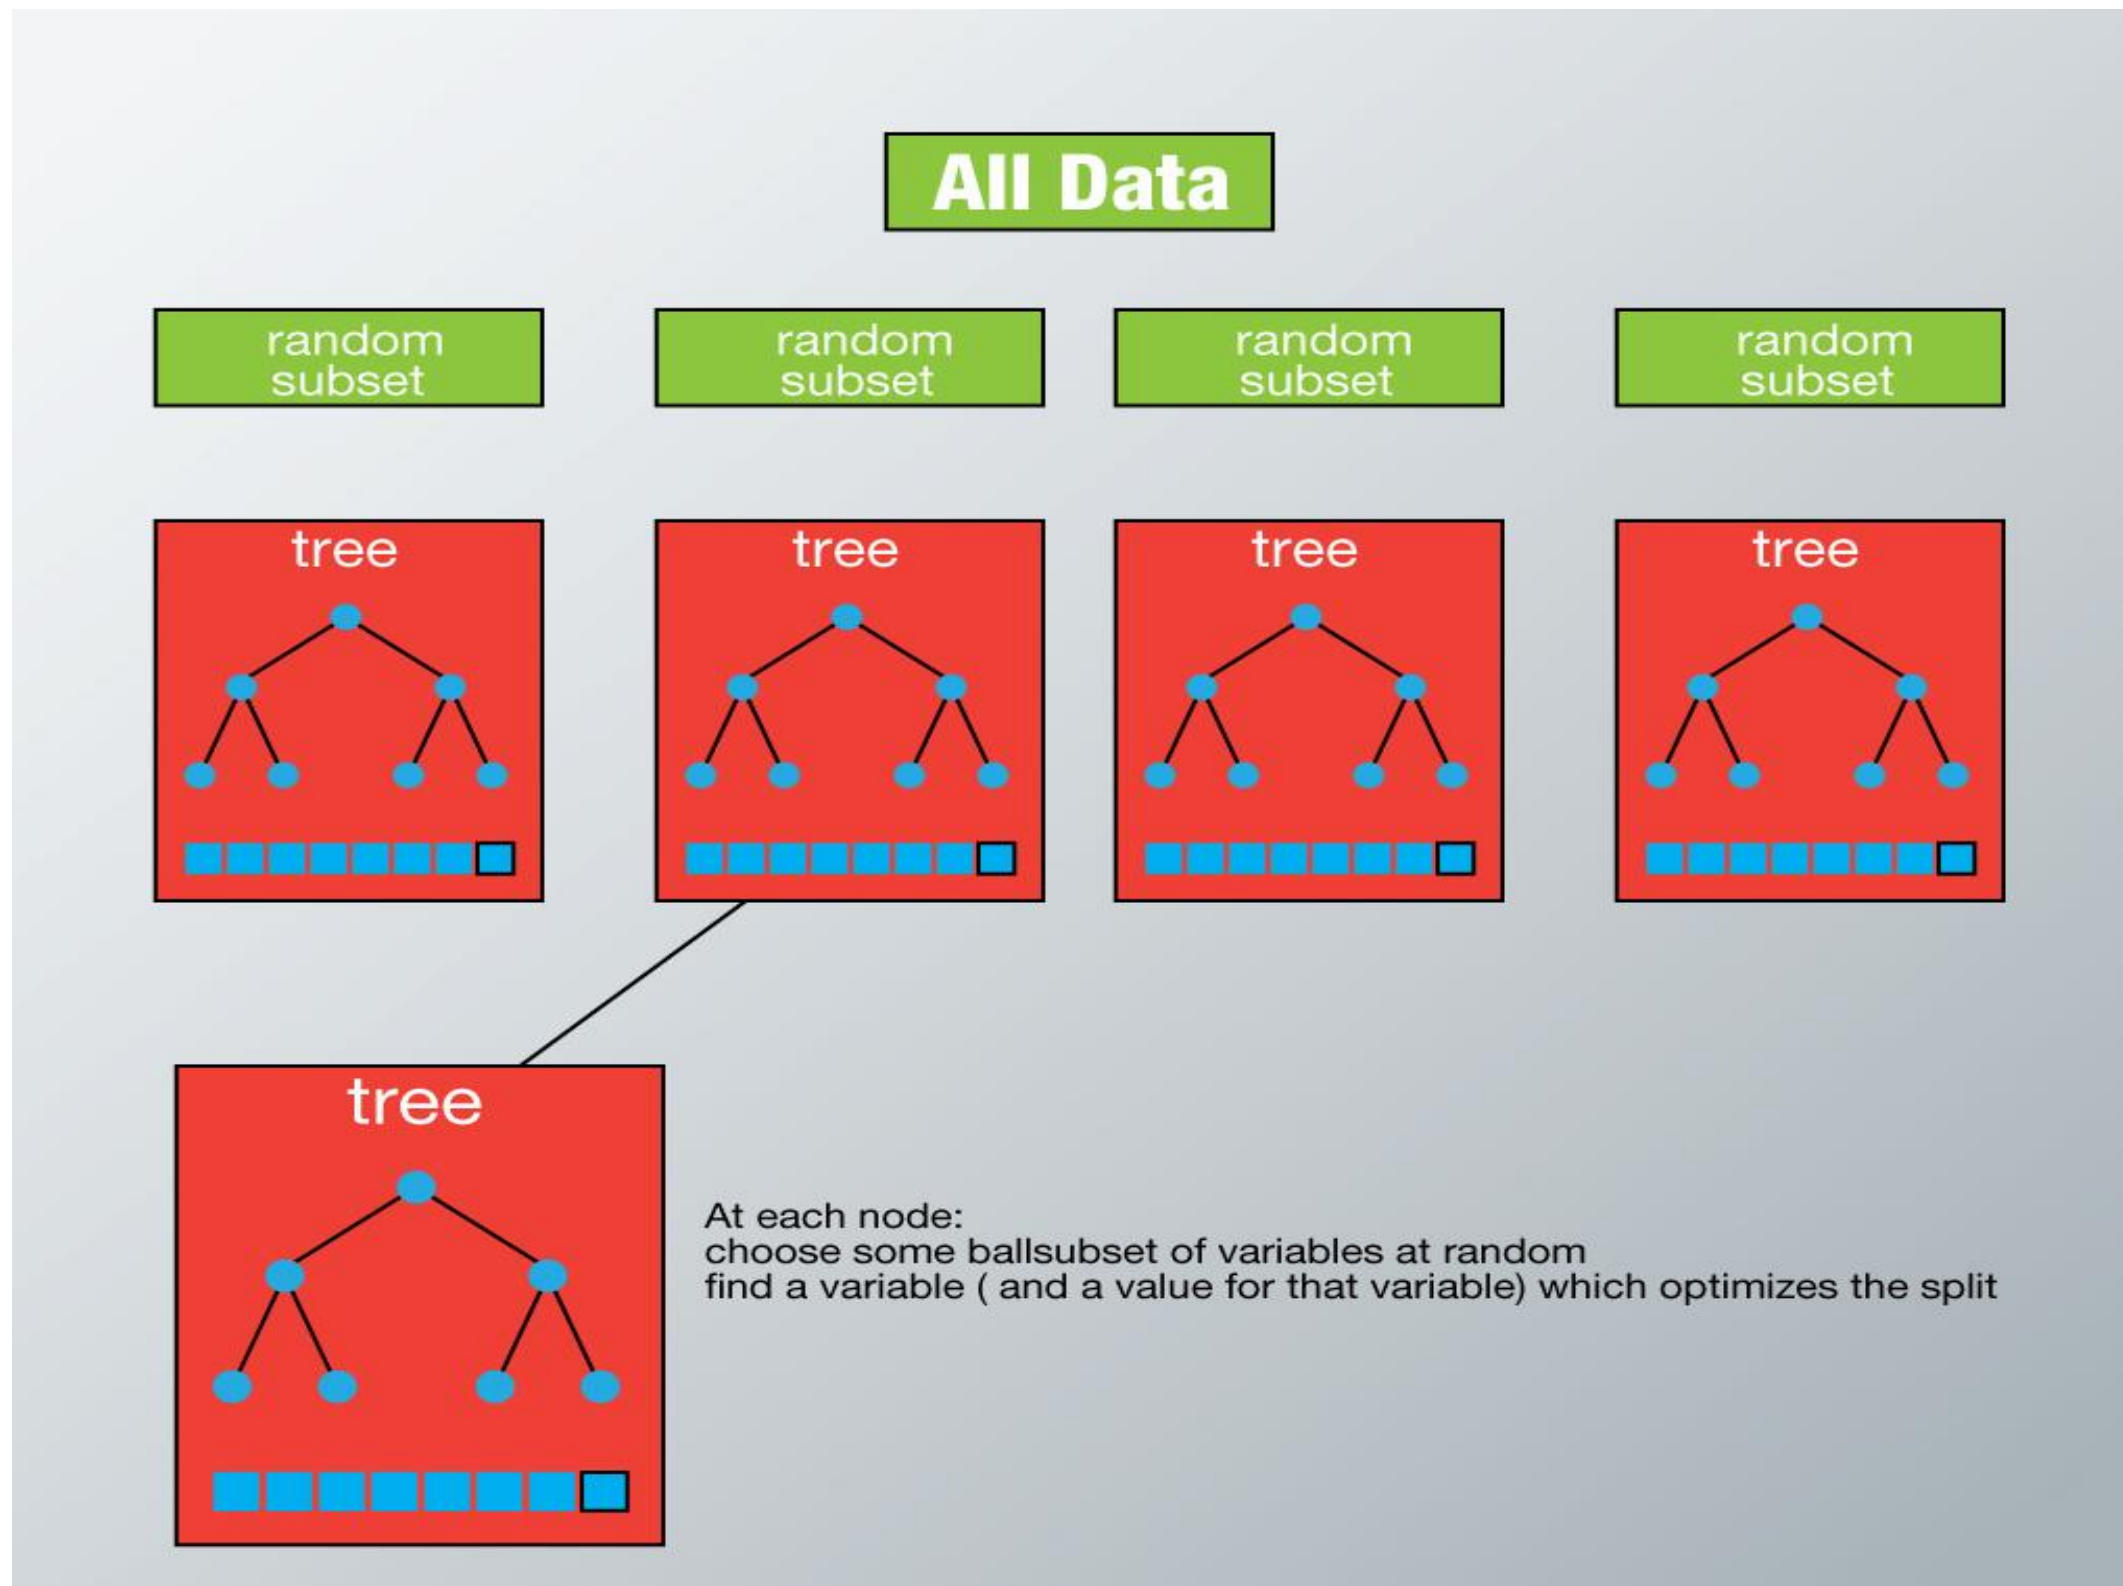 All Data
random
subset
random
subset
random
subset
random
subset
tree
tree
tree
tree
tree
At each node:
choose some ballsubset of variables at random
find a variable ( and a value for that variable) which optimizes the split